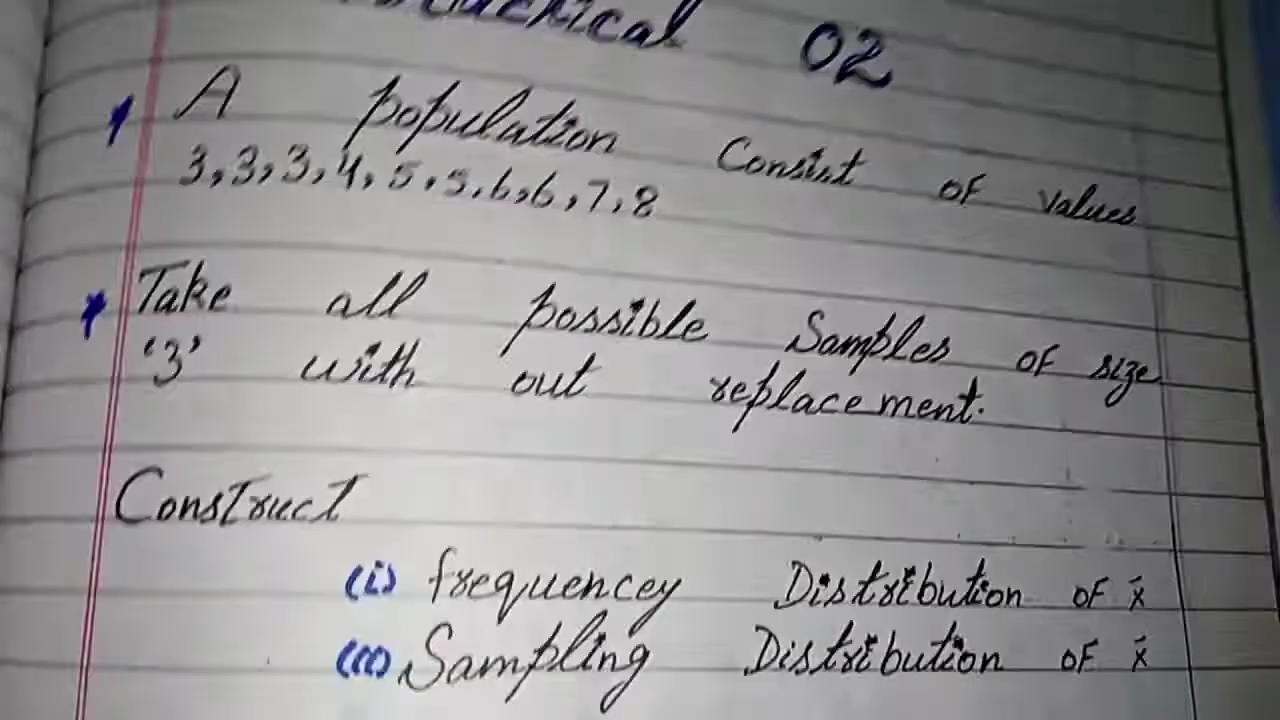 Practical 02
A population Consist of values
3,3,3,4,5,5,6,6,7,8
Take all possible Samples of size
'3' with out replacement.
Construct
(i) frequencey Distribution of x̄
(ii) Sampling Distribution of x̄